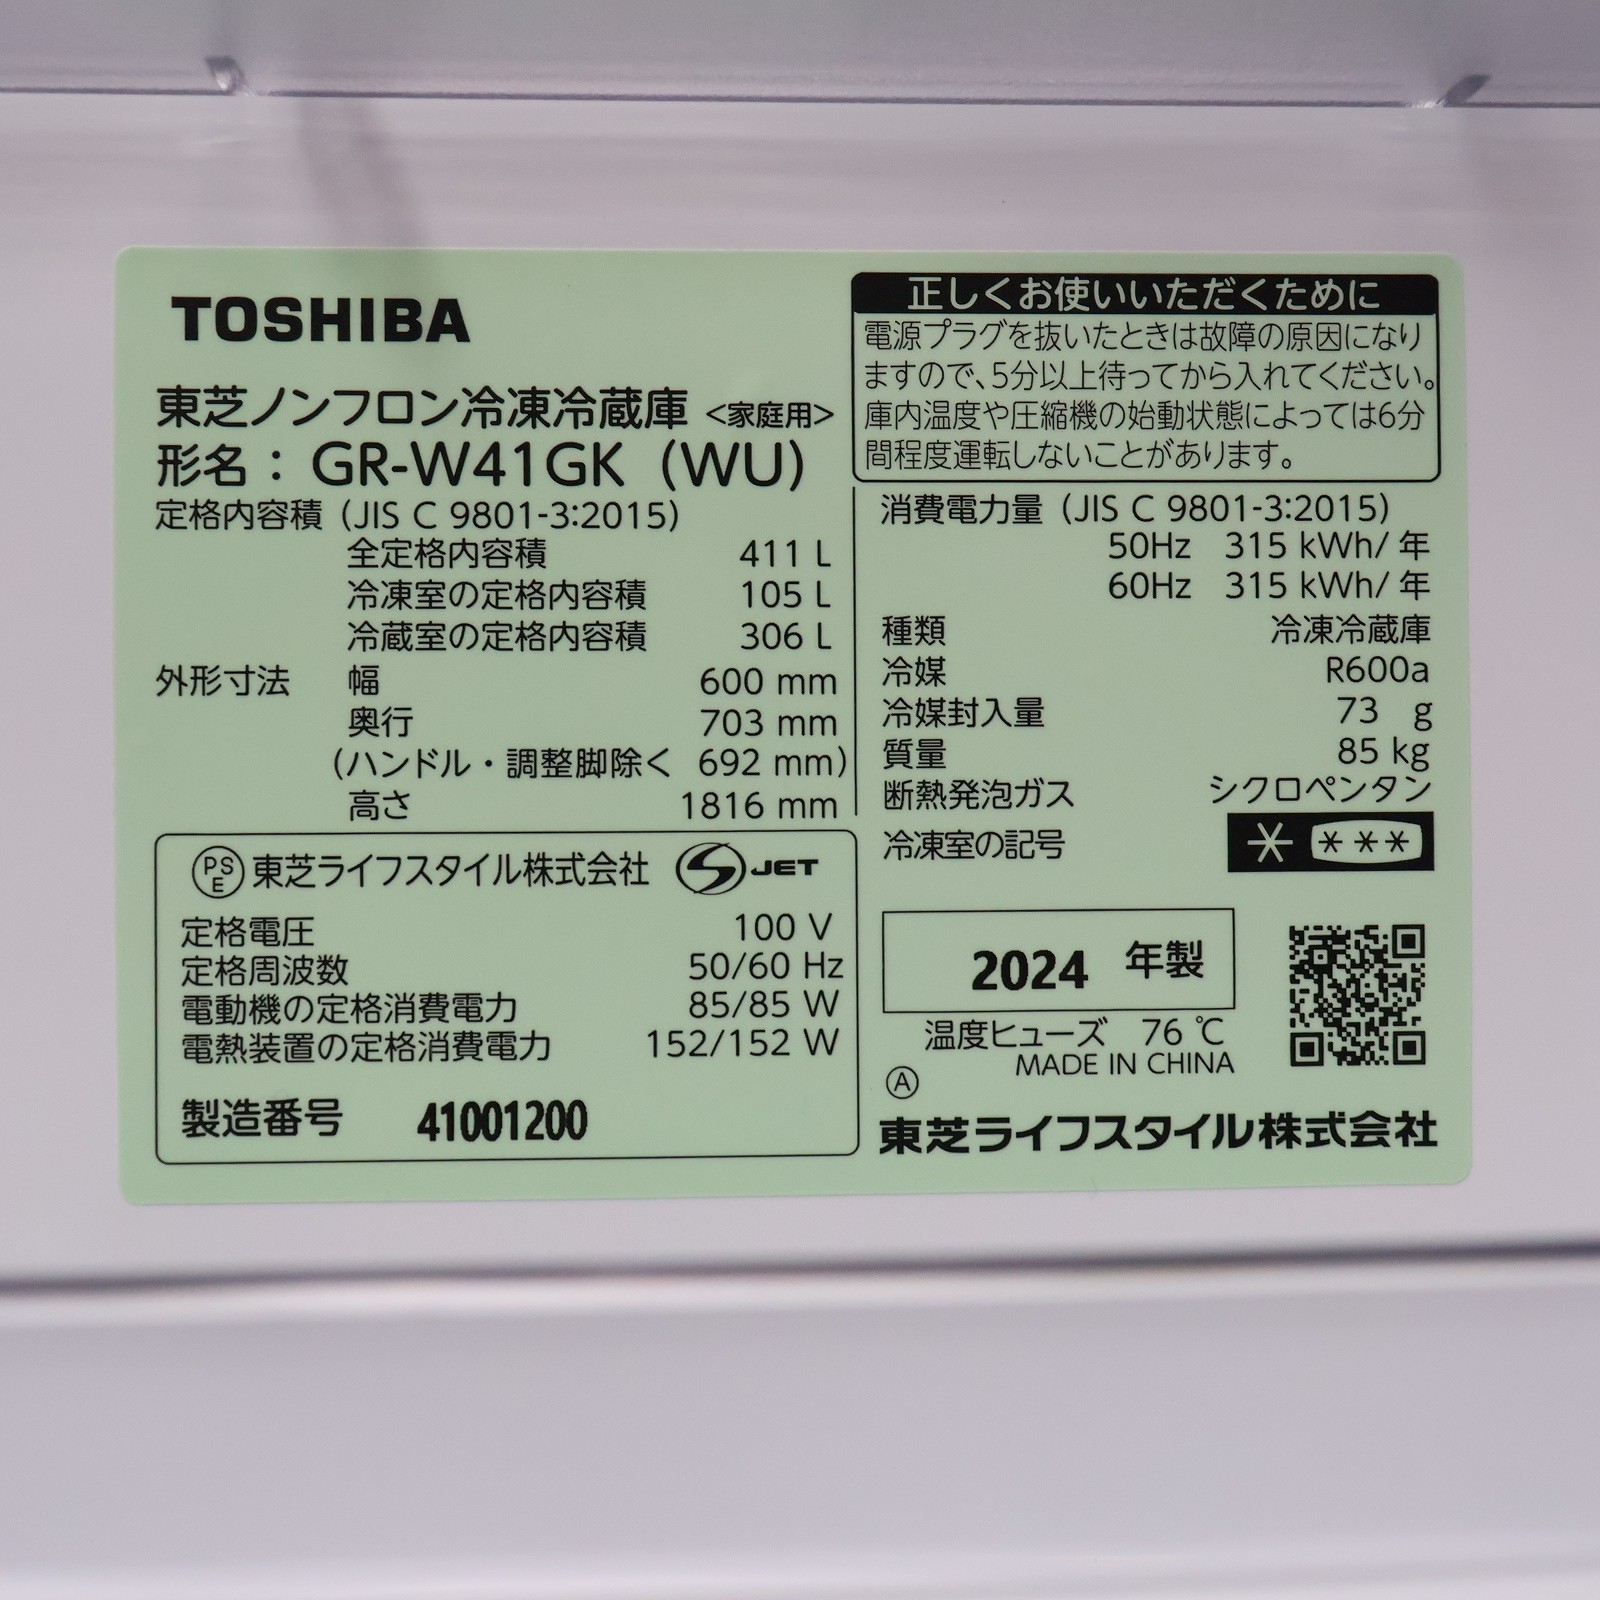 TOSHIBA
東芝ノンフロン冷凍冷蔵庫 <家庭用>
形名: GR-W41GK (WU)
定格内容積 (JIS C 9801-3:2015)
全定格内容積 411 L
冷凍室の定格内容積 105 L
冷蔵室の定格内容積 306 L
外形寸法 幅 600 mm
奥行 703 mm
(ハンドル・調整脚除く 692 mm)
高さ 1816 mm
PSE 東芝ライフスタイル株式会社 S JET
定格電圧 100 V
定格周波数 50/60 Hz
電動機の定格消費電力 85/85 W
電熱装置の定格消費電力 152/152 W
製造番号 41001200
正しくお使いいただくために
電源プラグを抜いたときは故障の原因になり
ますので、5分以上待ってから入れてください。
庫内温度や圧縮機の始動状態によっては6分
間程度運転しないことがあります。
消費電力量 (JIS C 9801-3:2015)
50Hz 315 kWh/年
60Hz 315 kWh/年
種類 冷凍冷蔵庫
冷媒 R600a
冷媒封入量 73 g
質量 85 kg
断熱発泡ガス シクロペンタン
冷凍室の記号 * ***
2024 年製
温度ヒューズ 76 ℃
MADE IN CHINA
Ⓐ
東芝ライフスタイル株式会社